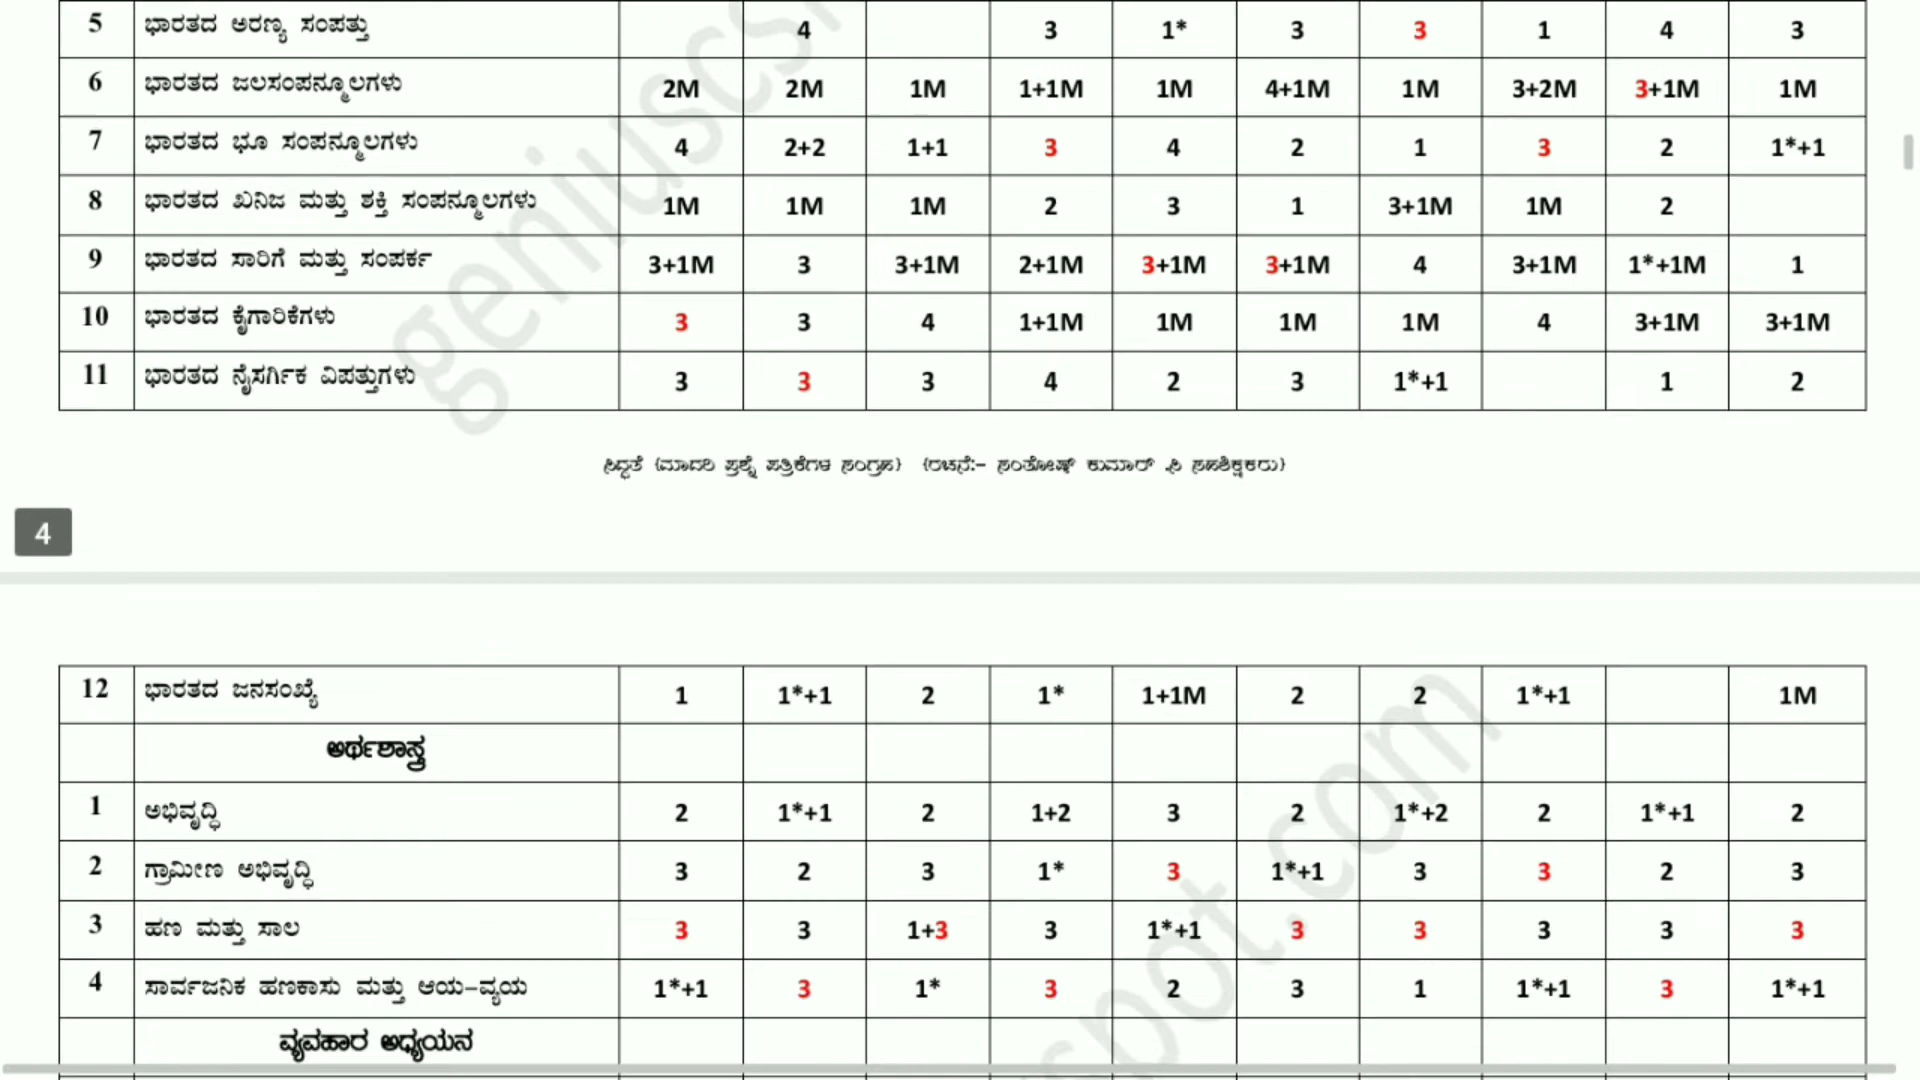 5 ಭಾರತದ ಅರಣ್ಯ ಸಂಪತ್ತು 4 3 1* 3 3 1 4 3
6 ಭಾರತದ ಜಲಸಂಪನ್ಮೂಲಗಳು 2M 2M 1M 1+1M 1M 4+1M 1M 3+2M 3+1M 1M
7 ಭಾರತದ ಭೂ ಸಂಪನ್ಮೂಲಗಳು 4 2+2 1+1 3 4 2 1 3 2 1*+1
8 ಭಾರತದ ಖನಿಜ ಮತ್ತು ಶಕ್ತಿ ಸಂಪನ್ಮೂಲಗಳು 1M 1M 1M 2 3 1 3+1M 1M 2
9 ಭಾರತದ ಸಾರಿಗೆ ಮತ್ತು ಸಂಪರ್ಕ 3+1M 3 3+1M 2+1M 3+1M 3+1M 4 3+1M 1*+1M 1
10 ಭಾರತದ ಕೈಗಾರಿಕೆಗಳು 3 3 4 1+1M 1M 1M 1M 4 3+1M 3+1M
11 ಭಾರತದ ನೈಸರ್ಗಿಕ ವಿಪತ್ತುಗಳು 3 3 3 4 2 3 1*+1 1 2
ಸಿದ್ಧತೆ (ಮಾದರಿ ಪ್ರಶ್ನೆ ಪತ್ರಿಕೆಗಳ ಸಂಗ್ರಹ) (ರಚನೆ:- ಸಂತೋಷ್ ಕುಮಾರ್ .ಸಿ ಸಹಶಿಕ್ಷಕರು)
4
12 ಭಾರತದ ಜನಸಂಖ್ಯೆ 1 1*+1 2 1* 1+1M 2 2 1*+1 1M
ಅರ್ಥಶಾಸ್ತ್ರ
1 ಅಭಿವೃದ್ಧಿ 2 1*+1 2 1+2 3 2 1*+2 2 1*+1 2
2 ಗ್ರಾಮೀಣ ಅಭಿವೃದ್ಧಿ 3 2 3 1* 3 1*+1 3 3 2 3
3 ಹಣ ಮತ್ತು ಸಾಲ 3 3 1+3 3 1*+1 3 3 3 3 3
4 ಸಾರ್ವಜನಿಕ ಹಣಕಾಸು ಮತ್ತು ಆಯ-ವ್ಯಯ 1*+1 3 1* 3 2 3 1 1*+1 3 1*+1
ವ್ಯವಹಾರ ಅಧ್ಯಯನ